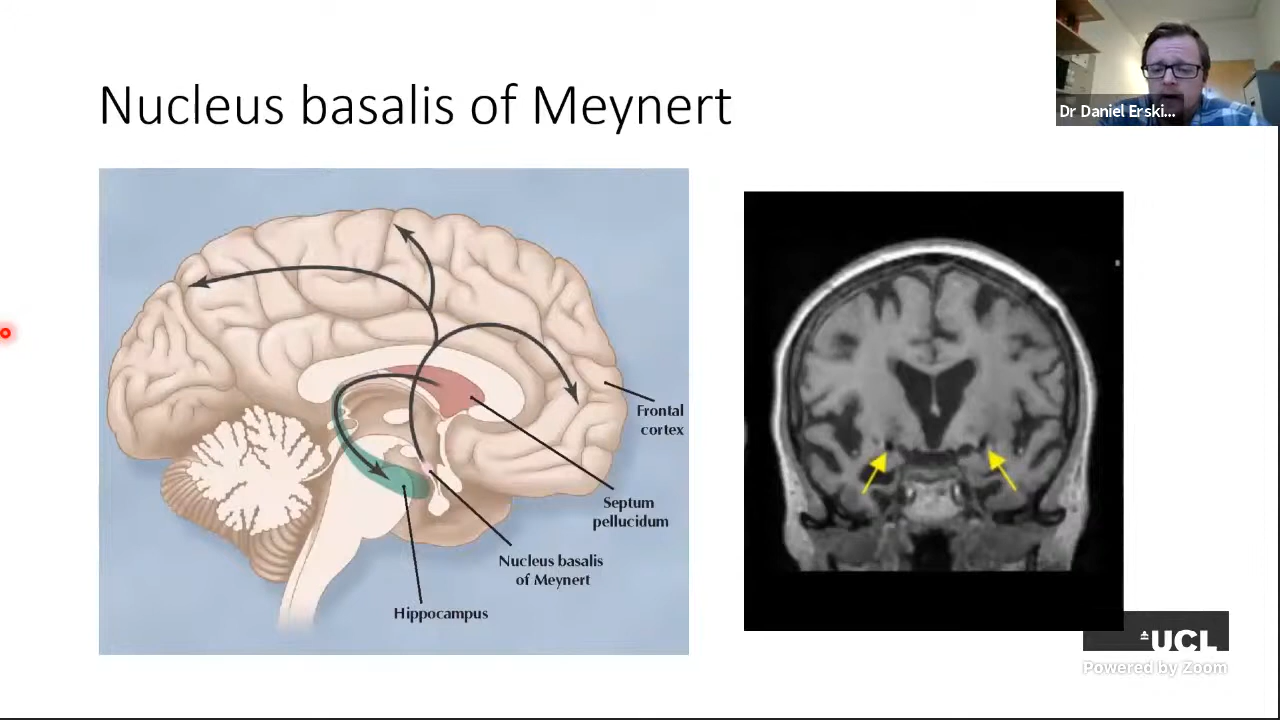 Nucleus basalis of Meynert
Dr Daniel Erski...
Frontal
cortex
Septum
pellucidum
Nucleus basalis
of Meynert
Hippocampus
UCL
Powered by Zoom